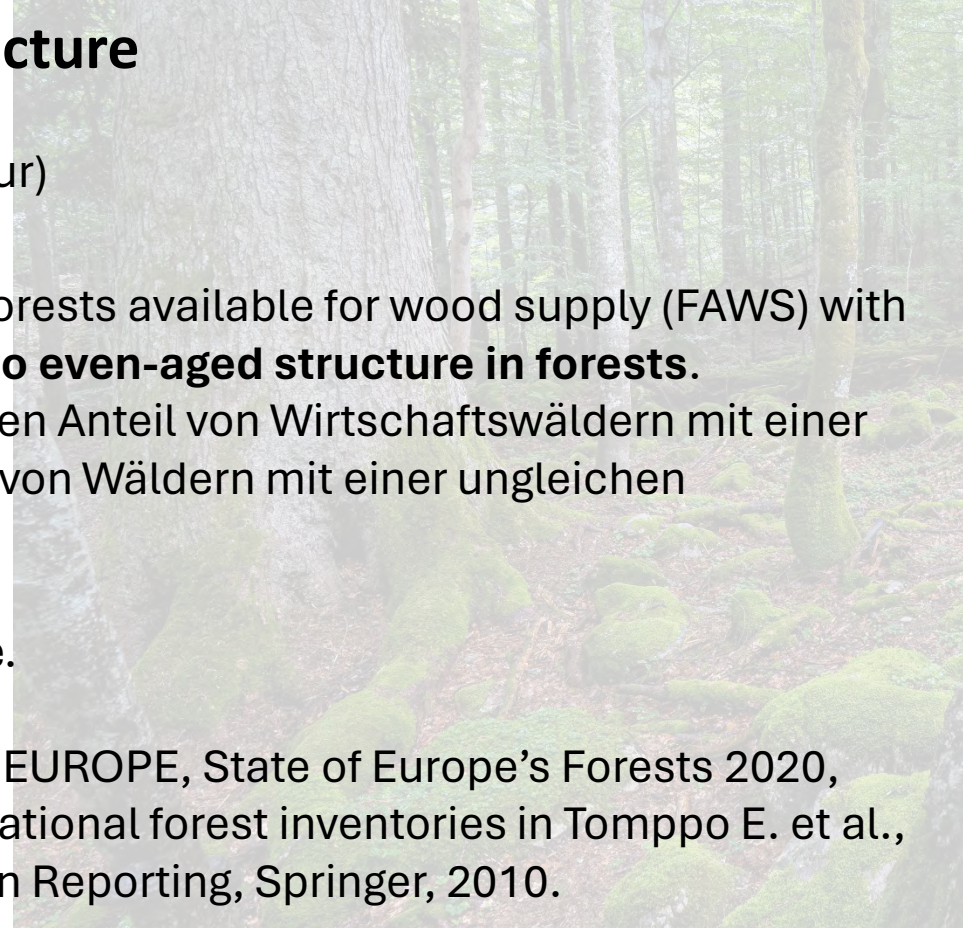 cture
ur)
orests available for wood supply (FAWS) with
o even-aged structure in forests.
en Anteil von Wirtschaftswäldern mit einer
von Wäldern mit einer ungleichen
e.
EUROPE, State of Europe’s Forests 2020,
ational forest inventories in Tomppo E. et al.,
n Reporting, Springer, 2010.